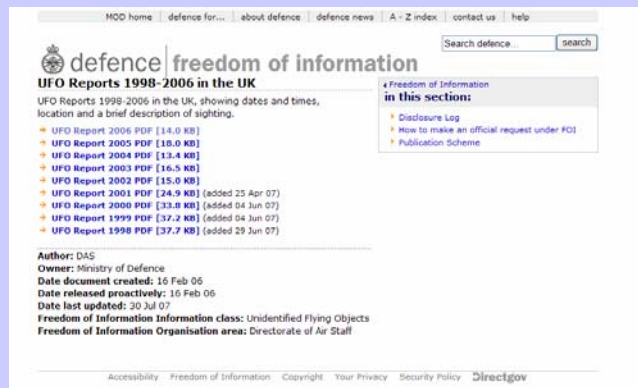 MOD home | defence for... | about defence | defence news | A - Z index | contact us | help
Search defence... search
defence | freedom of information
UFO Reports 1998-2006 in the UK
UFO Reports 1998-2006 in the UK, showing dates and times,
location and a brief description of sighting.
UFO Report 2006 PDF [14.0 KB]
UFO Report 2005 PDF [18.0 KB]
UFO Report 2004 PDF [13.4 KB]
UFO Report 2003 PDF [16.5 KB]
UFO Report 2002 PDF [15.0 KB]
UFO Report 2001 PDF [24.9 KB] (added 25 Apr 07)
UFO Report 2000 PDF [33.8 KB] (added 04 Jun 07)
UFO Report 1999 PDF [37.2 KB] (added 04 Jun 07)
UFO Report 1998 PDF [37.7 KB] (added 29 Jun 07)
Author: DAS
Owner: Ministry of Defence
Date document created: 16 Feb 06
Date released proactively: 16 Feb 06
Date last updated: 30 Jul 07
Freedom of Information Information class: Unidentified Flying Objects
Freedom of Information Organisation area: Directorate of Air Staff
Freedom of Information
in this section:
Disclosure Log
How to make an official request under FOI
Publication Scheme
Accessibility Freedom of Information Copyright Your Privacy Security Policy Directgov